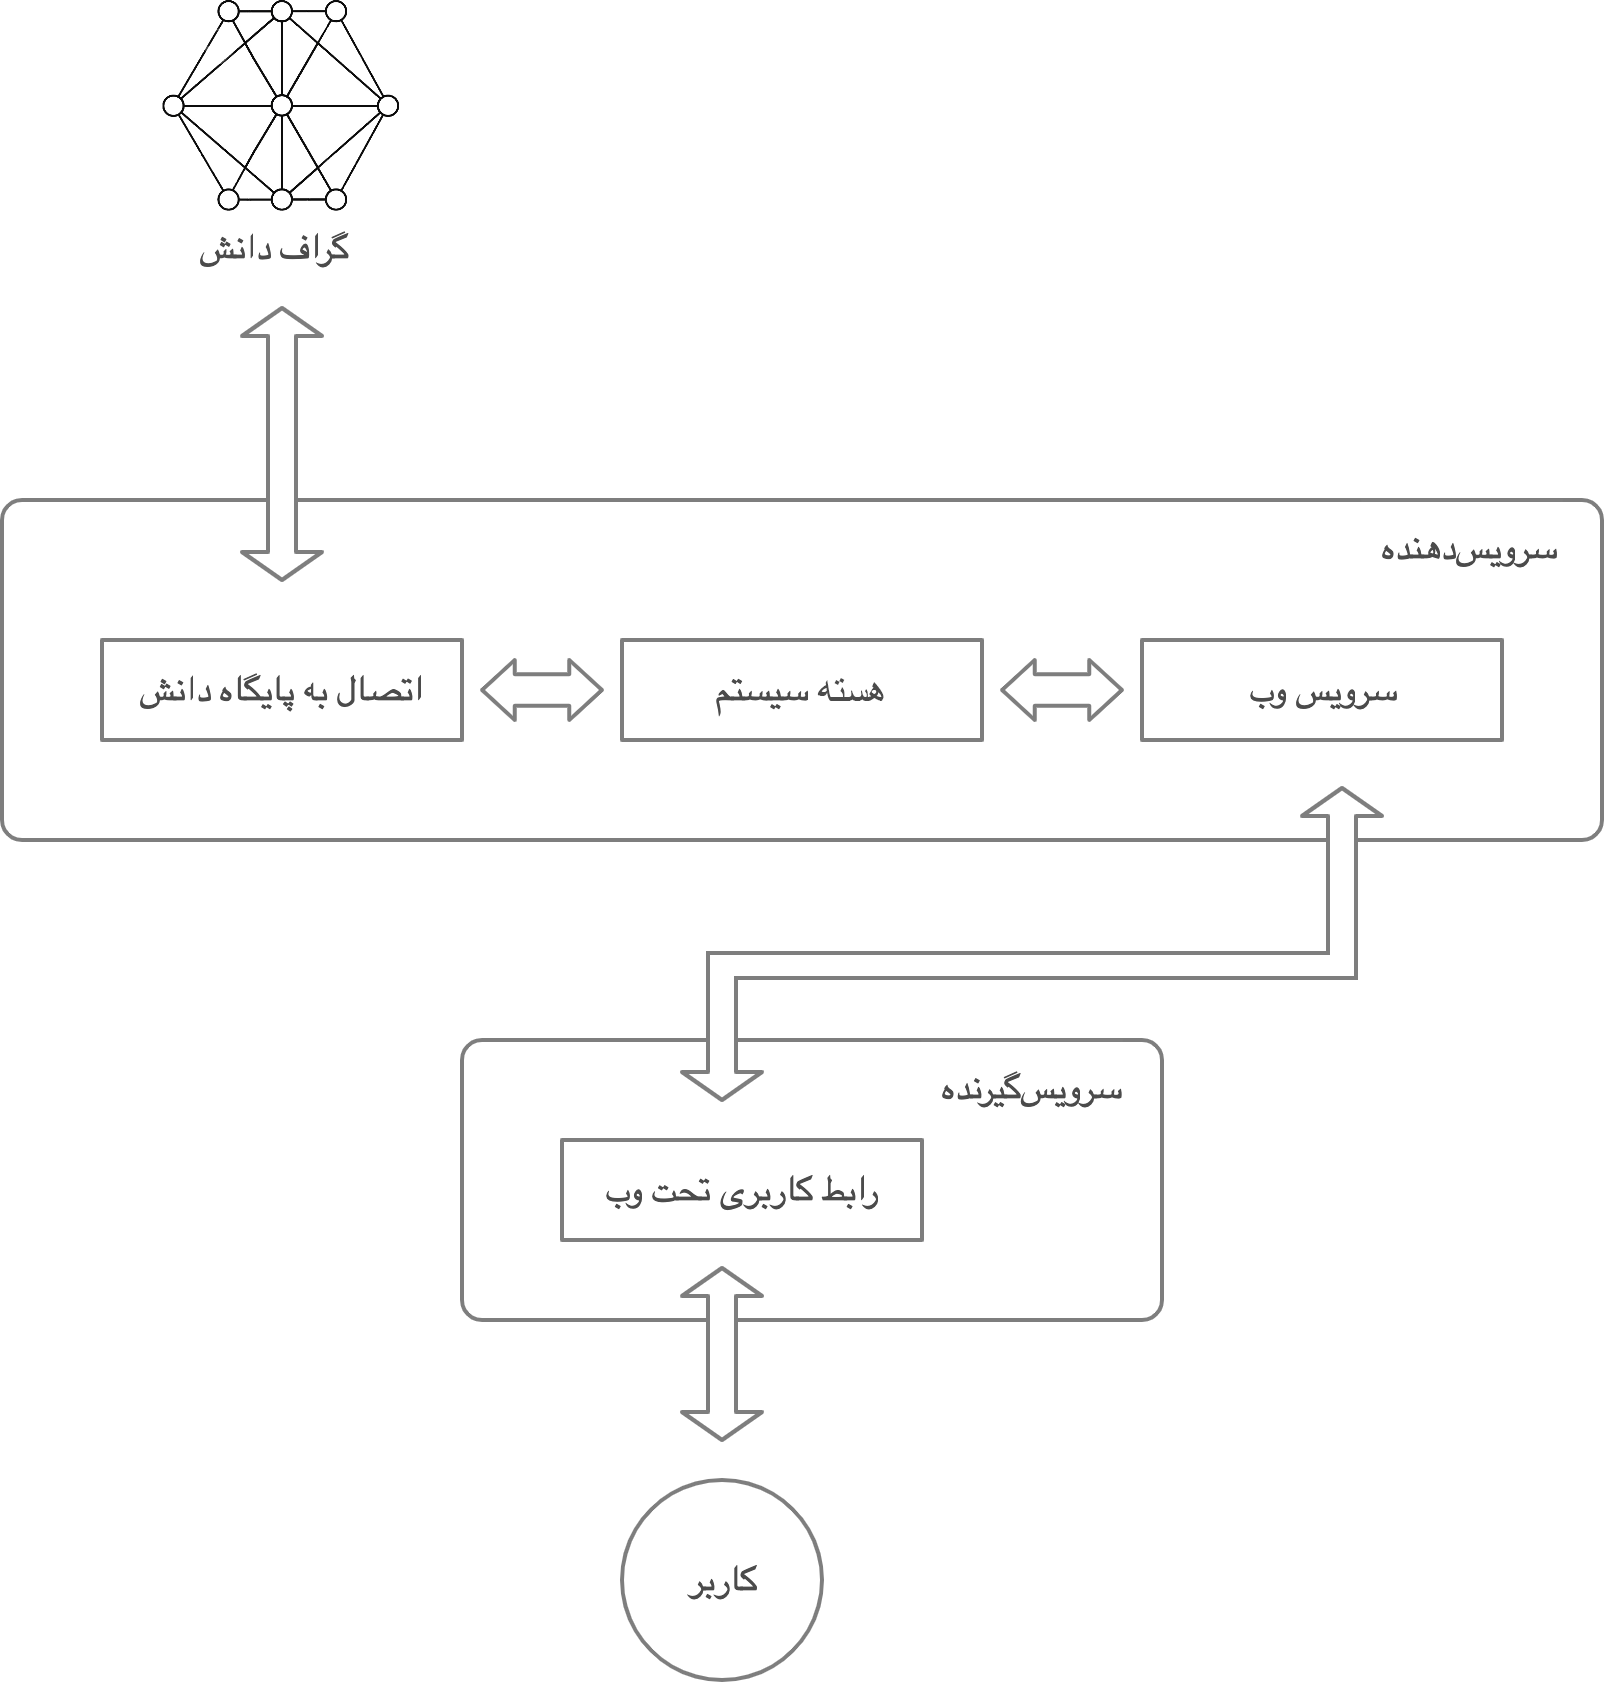 گراف دانش
سرویس‌دهنده
سرویس وب
هسته سیستم
اتصال به پایگاه دانش
سرویس‌گیرنده
رابط کاربری تحت وب
کاربر